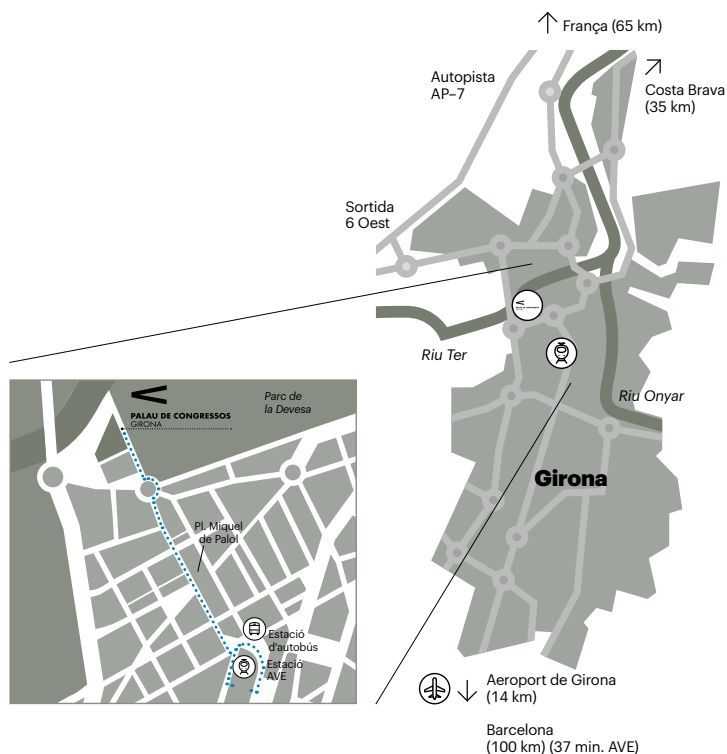 França (65 km)
Autopista
AP–7
Costa Brava
(35 km)
Sortida
6 Oest
Riu Ter
Riu Onyar
Girona
PALAU DE CONGRESSOS
GIRONA
Parc de
la Devesa
Pl. Miquel
de Palol
Estació
d'autobús
Estació
AVE
Aeroport de Girona
(14 km)
Barcelona
(100 km) (37 min. AVE)